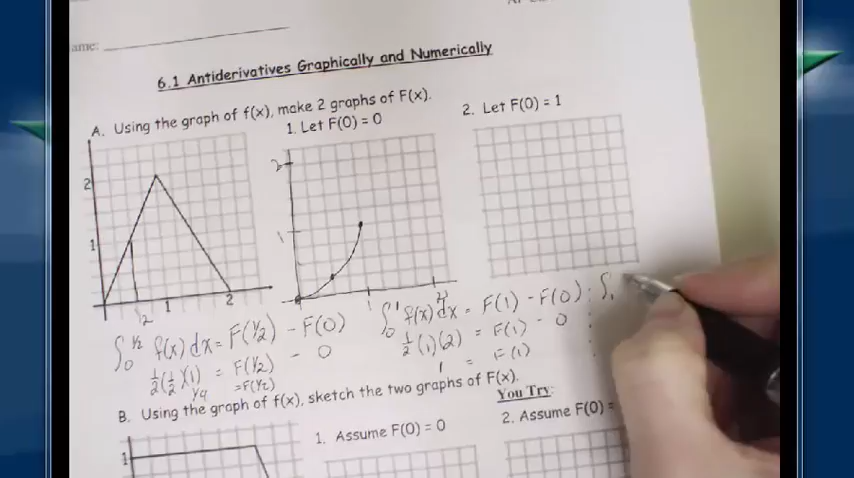 ame:
6.1 Antiderivatives Graphically and Numerically
A. Using the graph of f(x), make 2 graphs of F(x).
1. Let F(0) = 0
2. Let F(0) = 1
2
1
1
2
1/2
2
1
1
2
∫₀^½ f(x) dx = F(½) - F(0)
½(½)(1) = F(½) - 0
¼ = F(½)
∫₀^1 f(x) dx = F(1) - F(0)
½(1)(2) = F(1) - 0
1 = F(1)
∫₁
B. Using the graph of f(x), sketch the two graphs of F(x).
You Try:
1. Assume F(0) = 0
2. Assume F(0) =
1